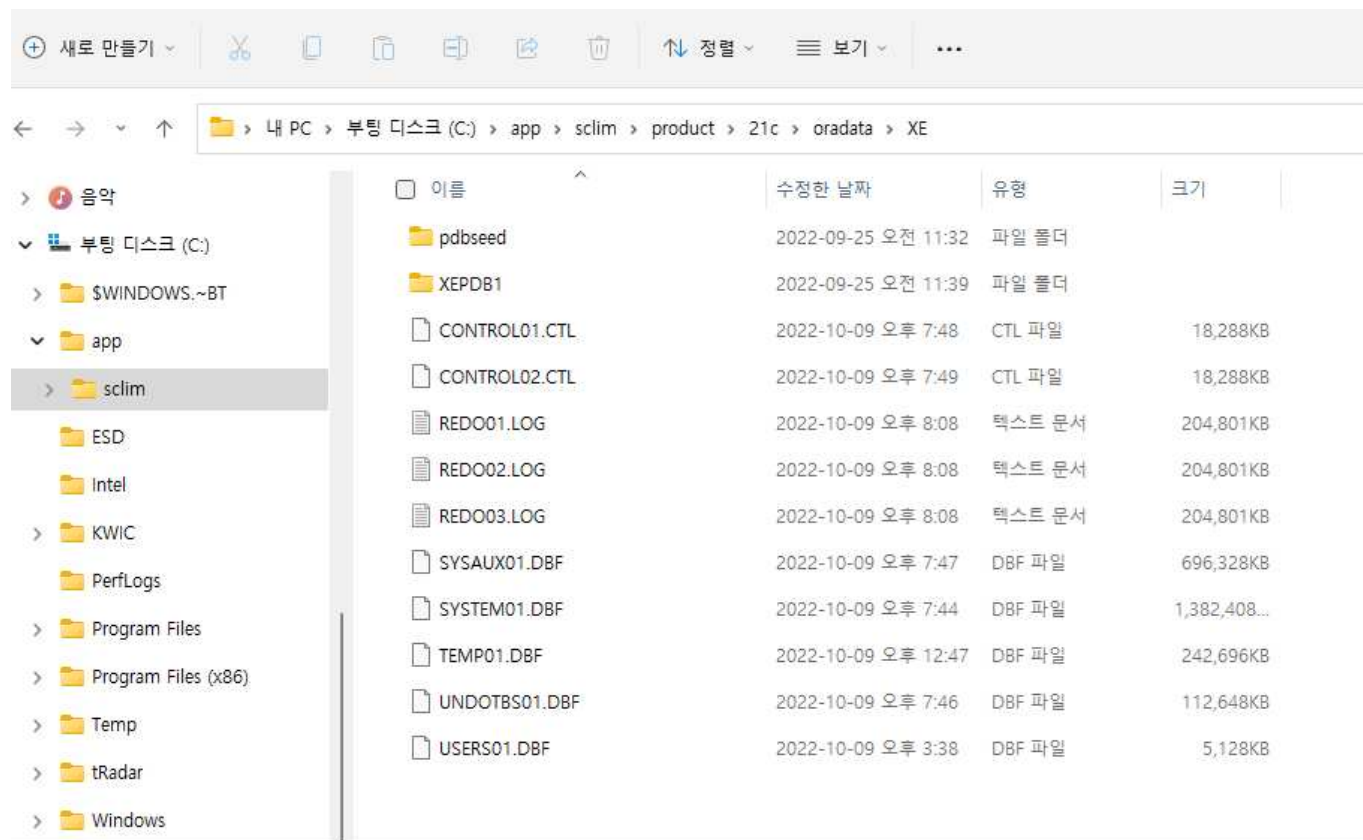 새로 만들기 정렬 보기 ...
내 PC > 부팅 디스크 (C:) > app > sclim > product > 21c > oradata > XE
음악
부팅 디스크 (C:)
$WINDOWS.~BT
app
sclim
ESD
Intel
KWIC
PerfLogs
Program Files
Program Files (x86)
Temp
tRadar
Windows
이름 수정한 날짜 유형 크기
pdbseed 2022-09-25 오전 11:32 파일 폴더
XEPDB1 2022-09-25 오전 11:39 파일 폴더
CONTROL01.CTL 2022-10-09 오후 7:48 CTL 파일 18,288KB
CONTROL02.CTL 2022-10-09 오후 7:49 CTL 파일 18,288KB
REDO01.LOG 2022-10-09 오후 8:08 텍스트 문서 204,801KB
REDO02.LOG 2022-10-09 오후 8:08 텍스트 문서 204,801KB
REDO03.LOG 2022-10-09 오후 8:08 텍스트 문서 204,801KB
SYSAUX01.DBF 2022-10-09 오후 7:47 DBF 파일 696,328KB
SYSTEM01.DBF 2022-10-09 오후 7:44 DBF 파일 1,382,408...
TEMP01.DBF 2022-10-09 오후 12:47 DBF 파일 242,696KB
UNDOTBS01.DBF 2022-10-09 오후 7:46 DBF 파일 112,648KB
USERS01.DBF 2022-10-09 오후 3:38 DBF 파일 5,128KB